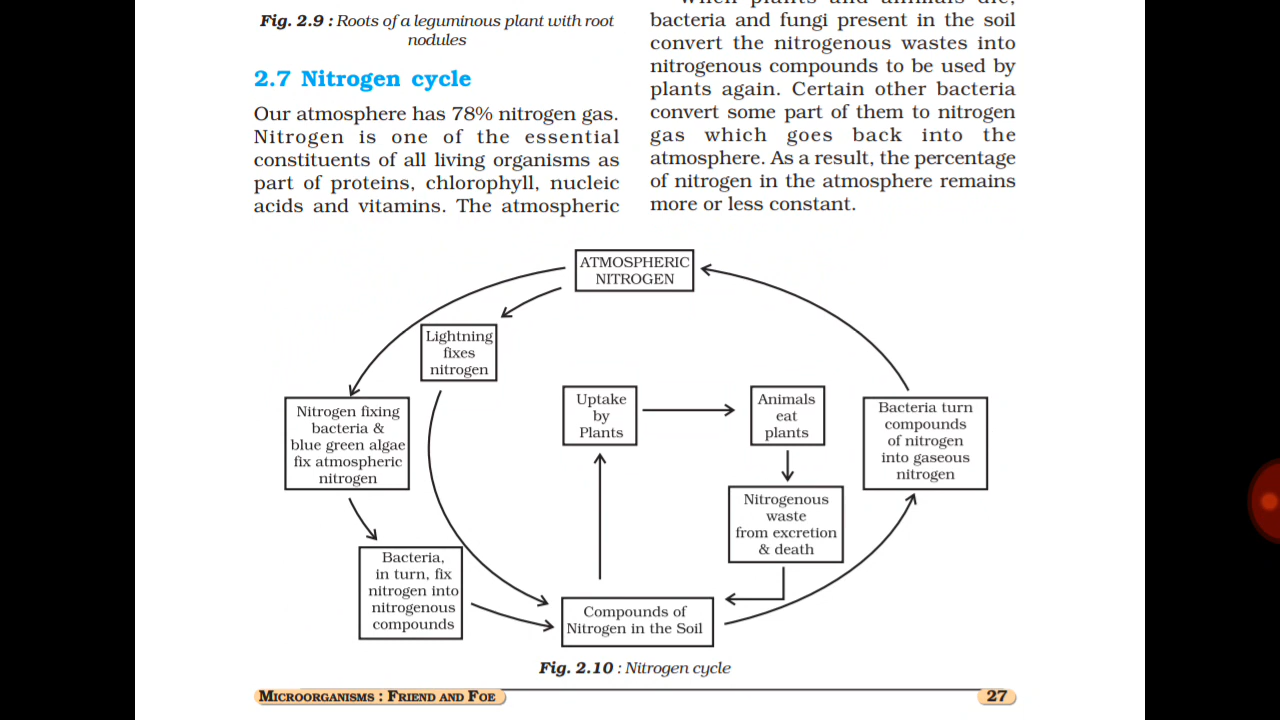 Fig. 2.9 : Roots of a leguminous plant with root
nodules
2.7 Nitrogen cycle
Our atmosphere has 78% nitrogen gas.
Nitrogen is one of the essential
constituents of all living organisms as
part of proteins, chlorophyll, nucleic
acids and vitamins. The atmospheric
When plants and animals die,
bacteria and fungi present in the soil
convert the nitrogenous wastes into
nitrogenous compounds to be used by
plants again. Certain other bacteria
convert some part of them to nitrogen
gas which goes back into the
atmosphere. As a result, the percentage
of nitrogen in the atmosphere remains
more or less constant.
ATMOSPHERIC
NITROGEN
Lightning
fixes
nitrogen
Nitrogen fixing
bacteria &
blue green algae
fix atmospheric
nitrogen
Uptake
by
Plants
Animals
eat
plants
Bacteria turn
compounds
of nitrogen
into gaseous
nitrogen
Nitrogenous
waste
from excretion
& death
Bacteria,
in turn, fix
nitrogen into
nitrogenous
compounds
Compounds of
Nitrogen in the Soil
Fig. 2.10 : Nitrogen cycle
MICROORGANISMS : FRIEND AND FOE
27